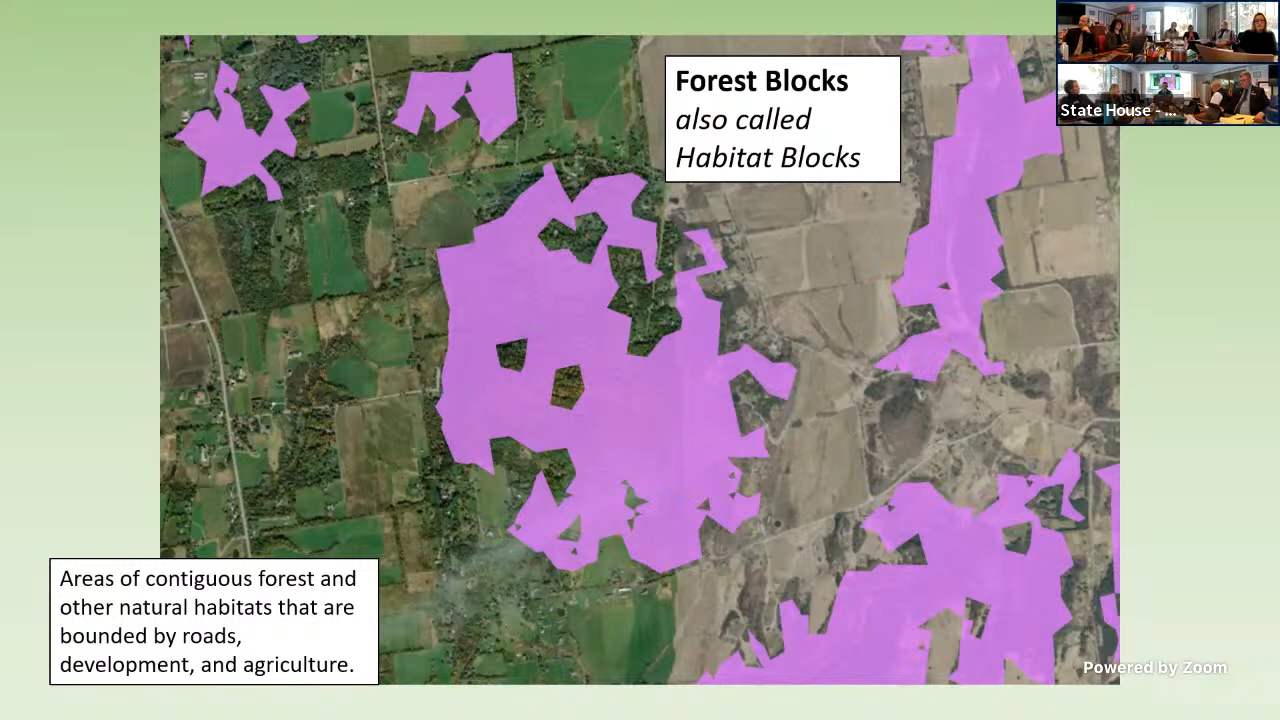 Forest Blocks
also called
Habitat Blocks
State House - ...
Areas of contiguous forest and
other natural habitats that are
bounded by roads,
development, and agriculture.
Powered by Zoom